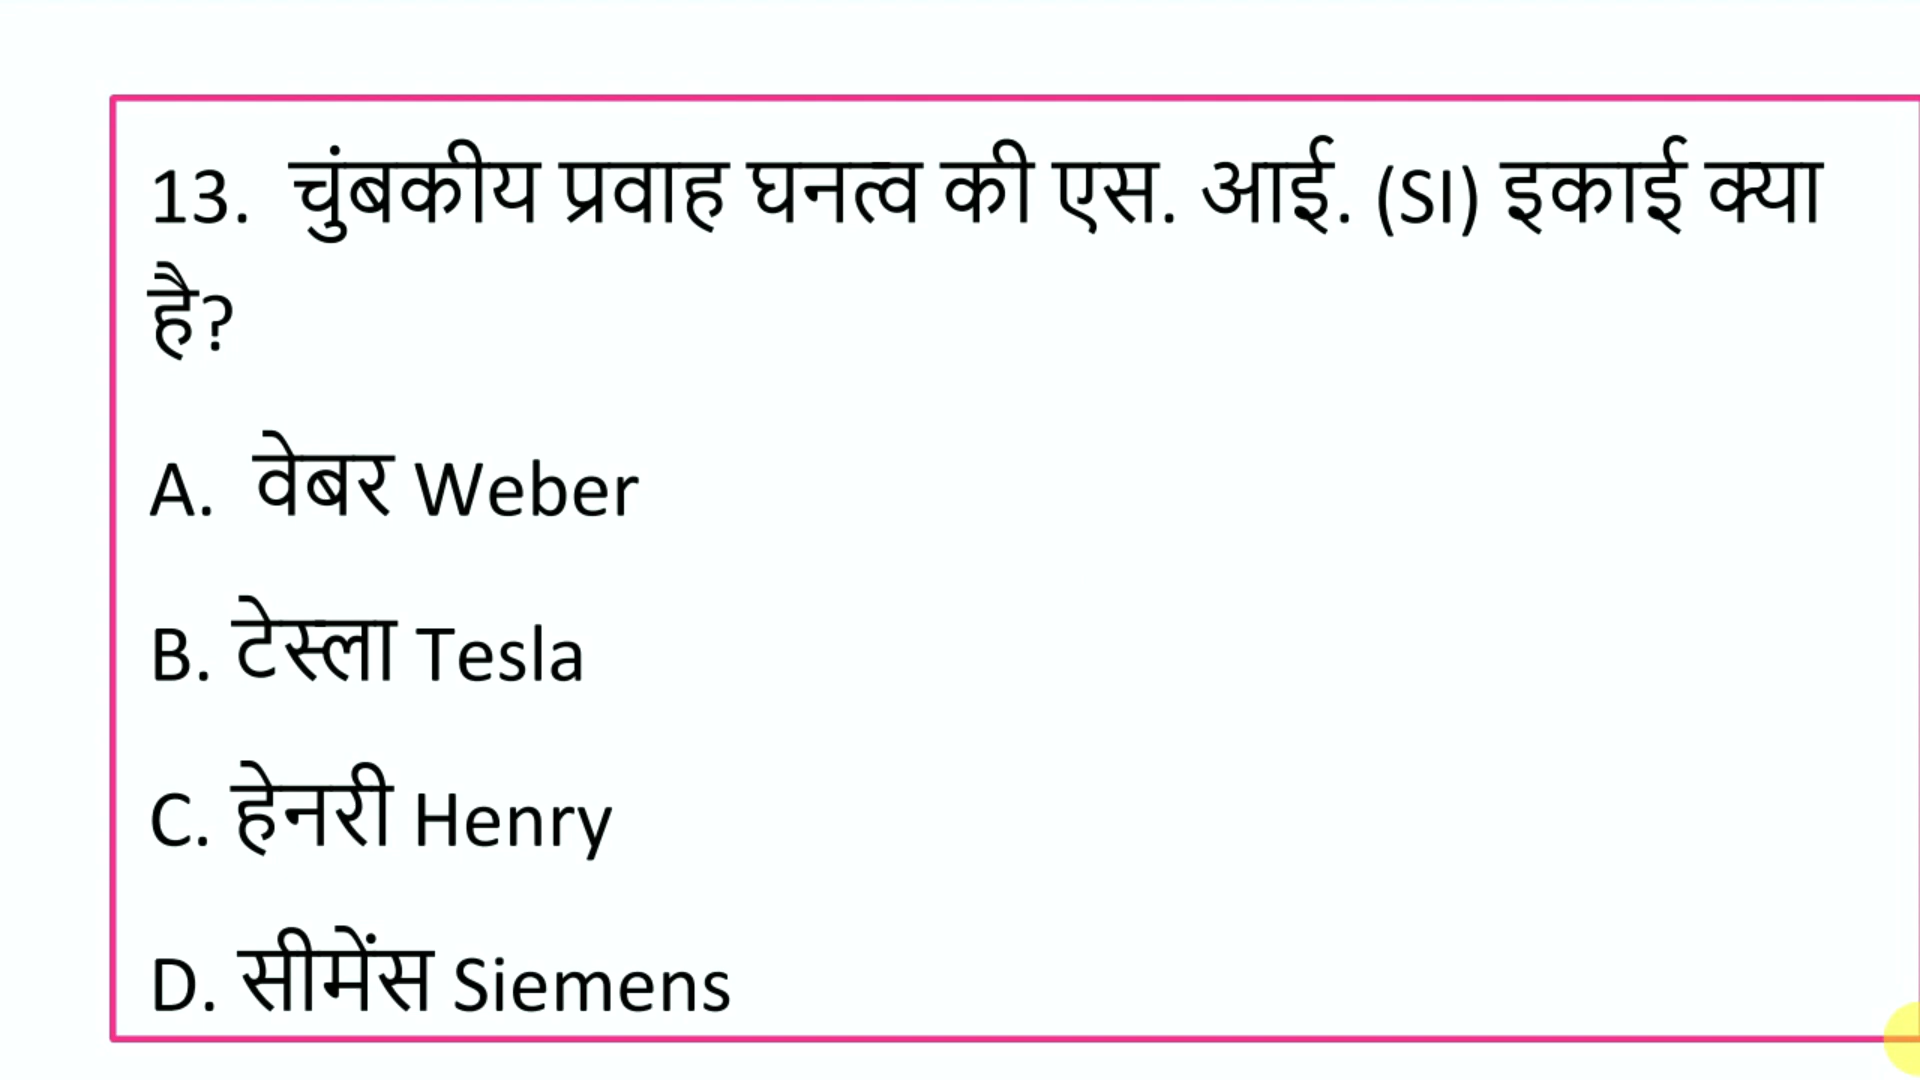 13. चुंबकीय प्रवाह घनत्व की एस. आई. (SI) इकाई क्या
है?
A. वेबर Weber
B. टेस्ला Tesla
C. हेनरी Henry
D. सीमेंस Siemens